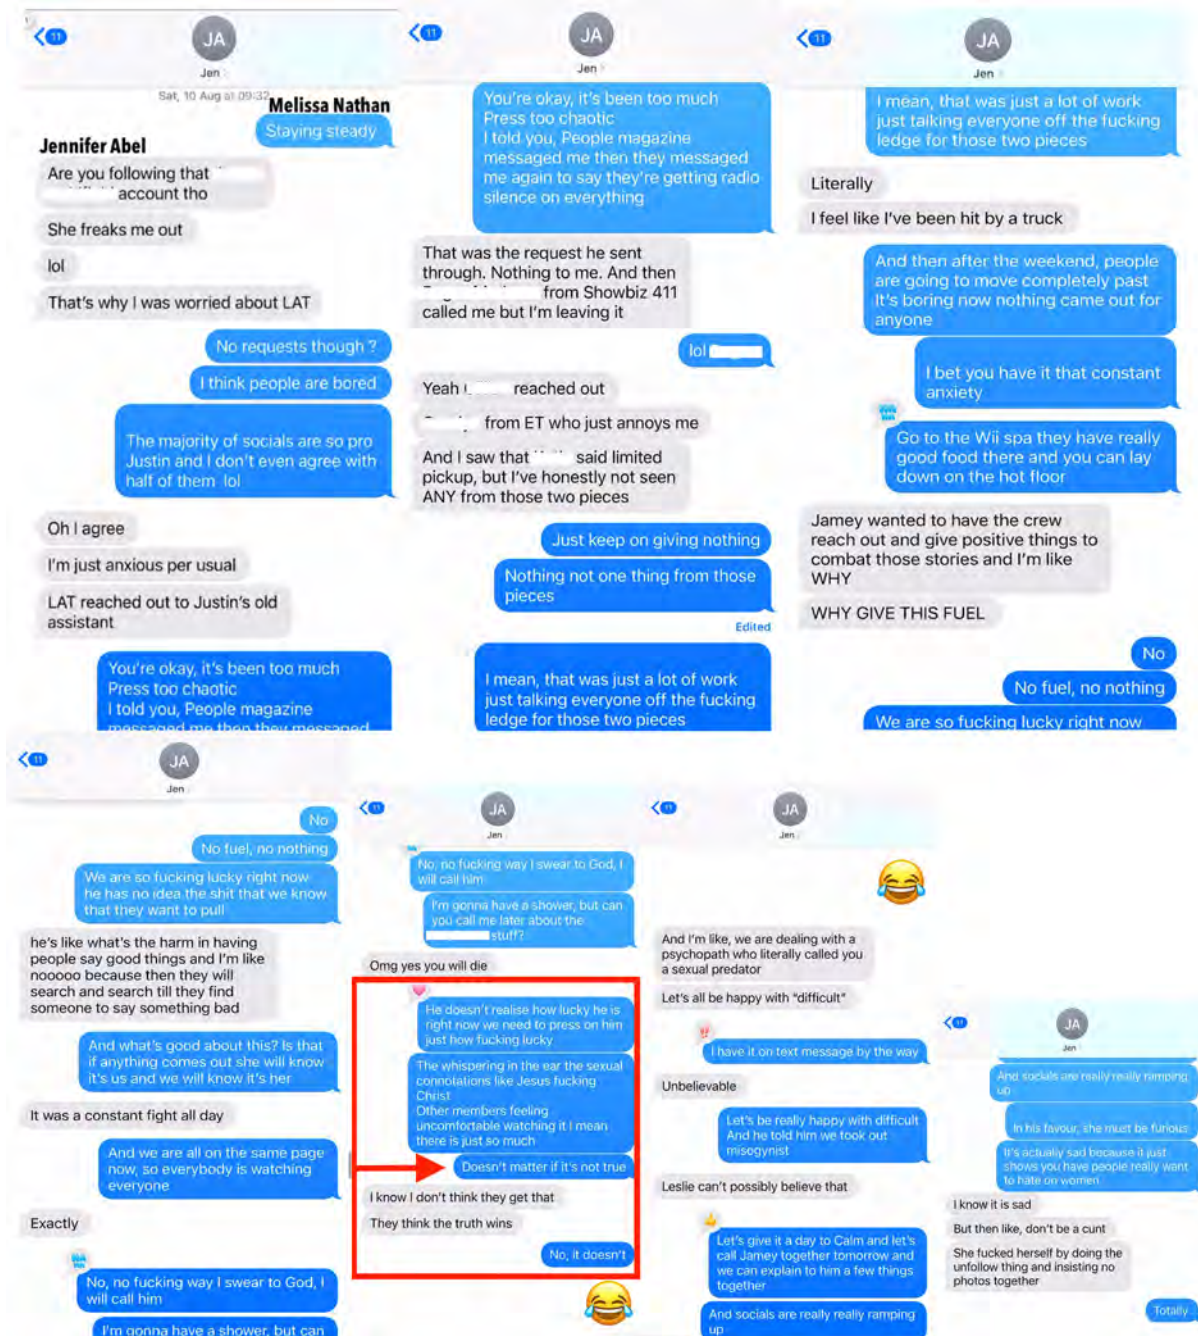 11
JA
Jen
Sat, 10 Aug at 09:32
Melissa Nathan
Staying steady
Jennifer Abel
Are you following that
account tho
She freaks me out
lol
That's why I was worried about LAT
No requests though ?
I think people are bored
The majority of socials are so pro
Justin and I don't even agree with
half of them lol
Oh I agree
I'm just anxious per usual
LAT reached out to Justin's old
assistant
You're okay, it's been too much
Press too chaotic
I told you, People magazine
messaged me then they messaged
11
JA
Jen
You're okay, it's been too much
Press too chaotic
I told you, People magazine
messaged me then they messaged
me again to say they're getting radio
silence on everything
That was the request he sent
through. Nothing to me. And then
from Showbiz 411
called me but I'm leaving it
lol
Yeah
reached out
from ET who just annoys me
And I saw that
said limited
pickup, but I've honestly not seen
ANY from those two pieces
Just keep on giving nothing
Nothing not one thing from those
pieces
Edited
I mean, that was just a lot of work
just talking everyone off the fucking
ledge for those two pieces
11
JA
Jen
I mean, that was just a lot of work
just talking everyone off the fucking
ledge for those two pieces
Literally
I feel like I've been hit by a truck
And then after the weekend, people
are going to move completely past
It's boring now nothing came out for
anyone
I bet you have it that constant
anxiety
Go to the Wii spa they have really
good food there and you can lay
down on the hot floor
Jamey wanted to have the crew
reach out and give positive things to
combat those stories and I'm like
WHY
WHY GIVE THIS FUEL
No
No fuel, no nothing
We are so fucking lucky right now
11
JA
Jen
No
No fuel, no nothing
We are so fucking lucky right now
he has no idea the shit that we know
that they want to pull
he's like what's the harm in having
people say good things and I'm like
nooooo because then they will
search and search till they find
someone to say something bad
And what's good about this? Is that
if anything comes out she will know
it's us and we will know it's her
It was a constant fight all day
And we are all on the same page
now, so everybody is watching
everyone
Exactly
HA HA
No, no fucking way I swear to God, I
will call him
I'm gonna have a shower, but can
11
JA
Jen
No, no fucking way I swear to God, I
will call him
I'm gonna have a shower, but can
you call me later about the
stuff?
Omg yes you will die
He doesn't realise how lucky he is
right now we need to press on him
just how fucking lucky
The whispering in the ear the sexual
connotations like Jesus fucking
Christ
Other members feeling
uncomfortable watching it I mean
there is just so much
Doesn't matter if it's not true
I know I don't think they get that
They think the truth wins
No, it doesn't
11
JA
Jen
And I'm like, we are dealing with a
psychopath who literally called you
a sexual predator
Let's all be happy with "difficult"
!!
I have it on text message by the way
Unbelievable
Let's be really happy with difficult
And he told him we took out
misogynist
Leslie can't possibly believe that
Let's give it a day to Calm and let's
call Jamey together tomorrow and
we can explain to him a few things
together
And socials are really really ramping
up
11
JA
Jen
And socials are really really ramping
up
In his favour, she must be furious
It's actually sad because it just
shows you have people really want
to hate on women
I know it is sad
But then like, don't be a cunt
She fucked herself by doing the
unfollow thing and insisting no
photos together
Totally